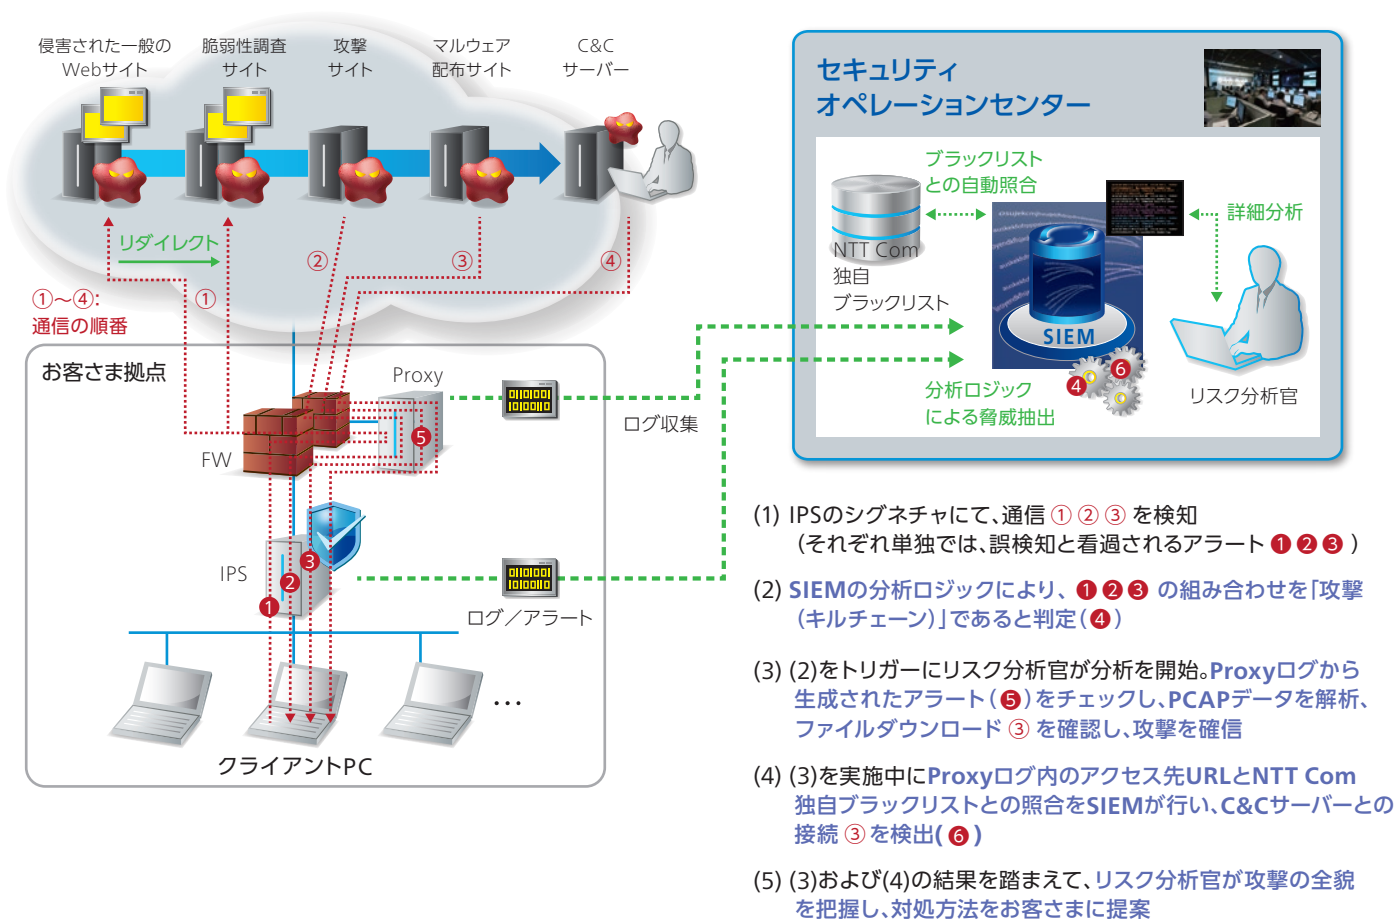 侵害された一般の
Webサイト
脆弱性調査
サイト
攻撃
サイト
マルウェア
配布サイト
C&C
サーバー
リダイレクト
①
②
③
④
①～④:
通信の順番
お客さま拠点
Proxy
FW
❺
IPS
❶
❷
❸
クライアントPC
...
01101001
1010010
ログ収集
01101001
1010010
ログ／アラート
セキュリティ
オペレーションセンター
ブラックリスト
との自動照合
NTT Com
独自
ブラックリスト
SIEM
詳細分析
❹
❻
分析ロジック
による脅威抽出
リスク分析官
(1) IPSのシグネチャにて、通信 ① ② ③ を検知
（それぞれ単独では、誤検知と看過されるアラート ❶ ❷ ❸ ）
(2) SIEMの分析ロジックにより、 ❶ ❷ ❸ の組み合わせを「攻撃
（キルチェーン）」であると判定（❹）
(3) (2)をトリガーにリスク分析官が分析を開始。Proxyログから
生成されたアラート（❺）をチェックし、PCAPデータを解析、
ファイルダウンロード ③ を確認し、攻撃を確信
(4) (3)を実施中にProxyログ内のアクセス先URLとNTT Com
独自ブラックリストとの照合をSIEMが行い、C&Cサーバーとの
接続 ③ を検出( ❻ )
(5) (3)および(4)の結果を踏まえて、リスク分析官が攻撃の全貌
を把握し、対処方法をお客さまに提案